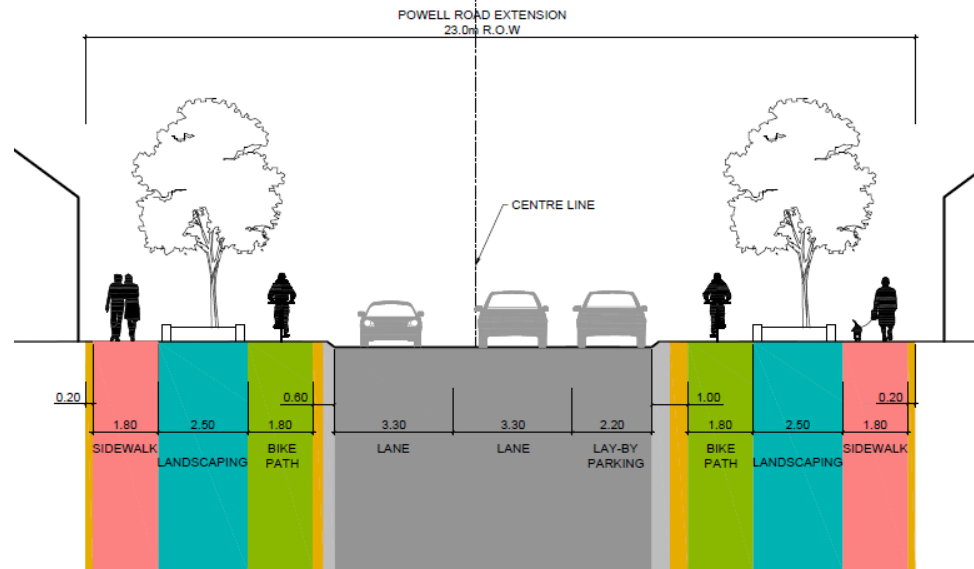 POWELL ROAD EXTENSION
23.0m R.O.W
CENTRE LINE
0.20
0.60
1.00
0.20
1.80
2.50
1.80
3.30
3.30
2.20
1.80
2.50
1.80
SIDEWALK
LANDSCAPING
BIKE
PATH
LANE
LANE
LAY-BY
PARKING
BIKE
PATH
LANDSCAPING
SIDEWALK